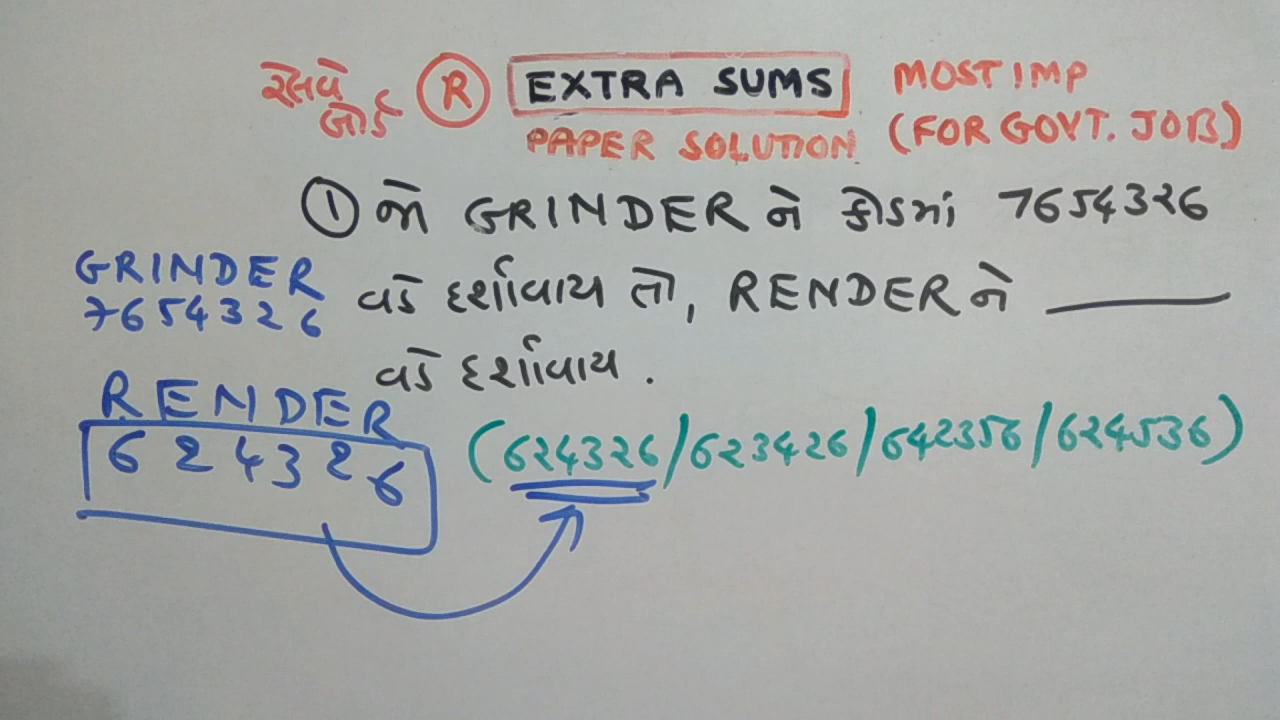 રેલવે બોર્ડ Ⓡ EXTRA SUMS MOST IMP
PAPER SOLUTION (FOR GOVT. JOB)
① જો GRINDER ને કોડમાં 7654326
વડે દર્શાવાય તો, RENDER ને ________
વડે દર્શાવાય.
(624326/623426/642356/624536)
GRINDER
7654326
RENDER
624326